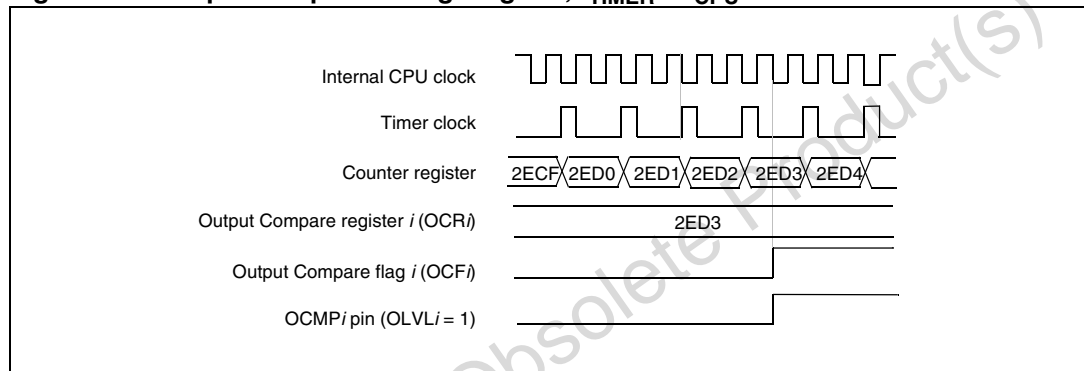 Internal CPU clock
Timer clock
Counter register 2ECF 2ED0 2ED1 2ED2 2ED3 2ED4
Output Compare register i (OCRi) 2ED3
Output Compare flag i (OCFi)
OCMPi pin (OLVLi = 1)
Obsolete Product(s)